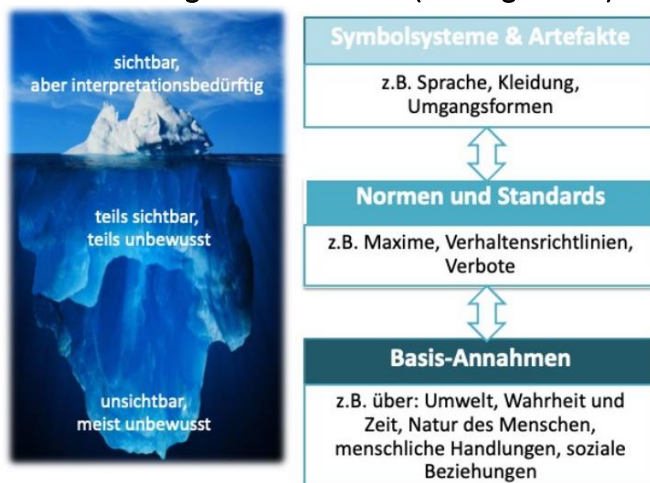 sichtbar,
aber interpretationsbedürftig
teils sichtbar,
teils unbewusst
unsichtbar,
meist unbewusst
Symbolsysteme & Artefakte
z.B. Sprache, Kleidung,
Umgangsformen
Normen und Standards
z.B. Maxime, Verhaltensrichtlinien,
Verbote
Basis-Annahmen
z.B. über: Umwelt, Wahrheit und
Zeit, Natur des Menschen,
menschliche Handlungen, soziale
Beziehungen